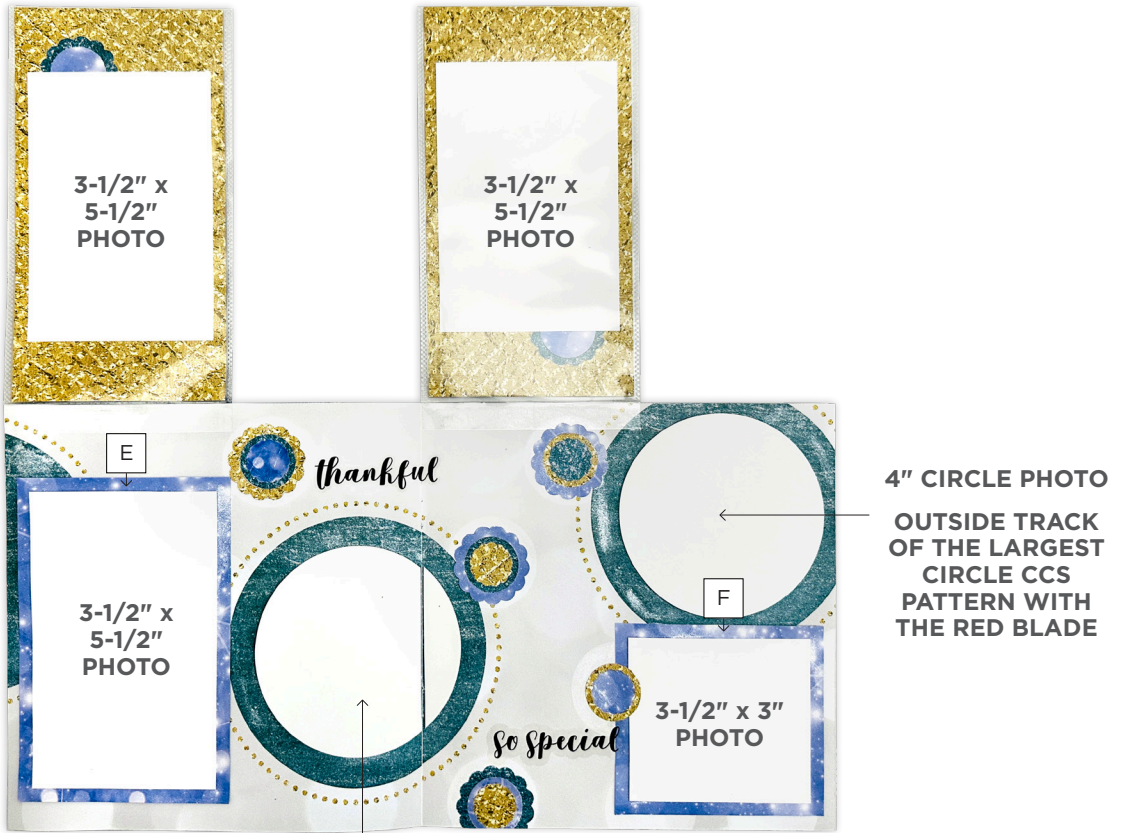 3-1/2" x
5-1/2"
PHOTO
3-1/2" x
5-1/2"
PHOTO
E
thankful
4" CIRCLE PHOTO
OUTSIDE TRACK
OF THE LARGEST
CIRCLE CCS
PATTERN WITH
THE RED BLADE
F
3-1/2" x
5-1/2"
PHOTO
3-1/2" x 3"
PHOTO
so special